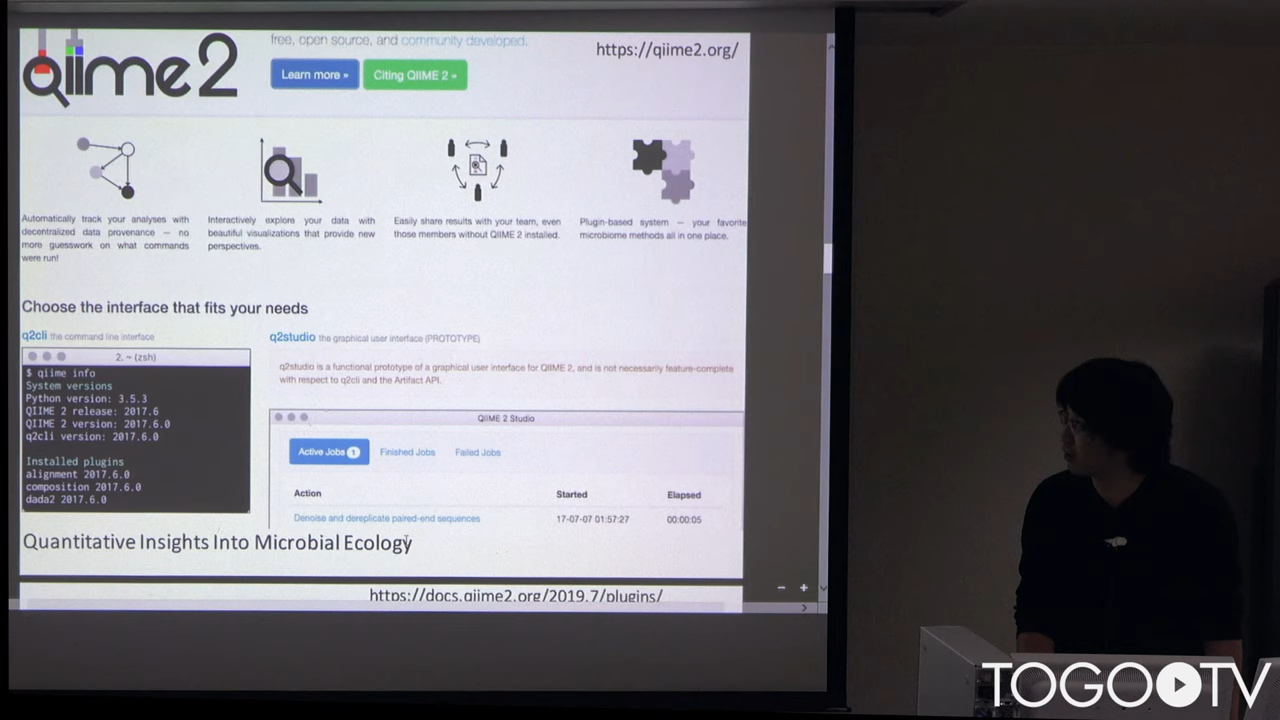 qiime2
free, open source, and community developed.
https://qiime2.org/
Learn more »
Citing QIIME 2 »
Automatically track your analyses with
decentralized data provenance — no
more guesswork on what commands
were run!
Interactively explore your data with
beautiful visualizations that provide new
perspectives.
Easily share results with your team, even
those members without QIIME 2 installed.
Plugin-based system — your favorite
microbiome methods all in one place.
Choose the interface that fits your needs
q2cli the command line interface
2. ~ (zsh)
$ qiime info
System versions
Python version: 3.5.3
QIIME 2 release: 2017.6
QIIME 2 version: 2017.6.0
q2cli version: 2017.6.0
Installed plugins
alignment 2017.6.0
composition 2017.6.0
dada2 2017.6.0
q2studio the graphical user interface (PROTOTYPE)
q2studio is a functional prototype of a graphical user interface for QIIME 2, and is not necessarily feature-complete
with respect to q2cli and the Artifact API.
QIIME 2 Studio
Active Jobs 1
Finished Jobs
Failed Jobs
Action
Started
Elapsed
Denoise and dereplicate paired-end sequences
17-07-07 01:57:27
00:00:05
Quantitative Insights Into Microbial Ecology
https://docs.qiime2.org/2019.7/plugins/
TOGOTV